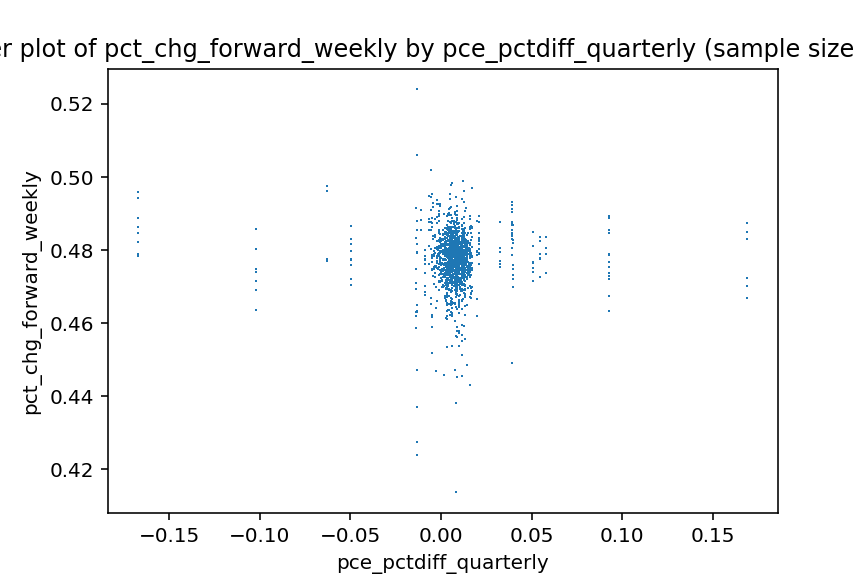 plot of pct_chg_forward_weekly by pce_pctdiff_quarterly (sample size
0.52
0.50
0.48
0.46
0.44
0.42
pct_chg_forward_weekly
−0.15 −0.10 −0.05 0.00 0.05 0.10 0.15
pce_pctdiff_quarterly